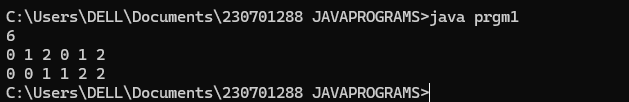 C:\Users\DELL\Documents\230701288 JAVAPROGRAMS>java prgm1
6
0 1 2 0 1 2
0 0 1 1 2 2
C:\Users\DELL\Documents\230701288 JAVAPROGRAMS>